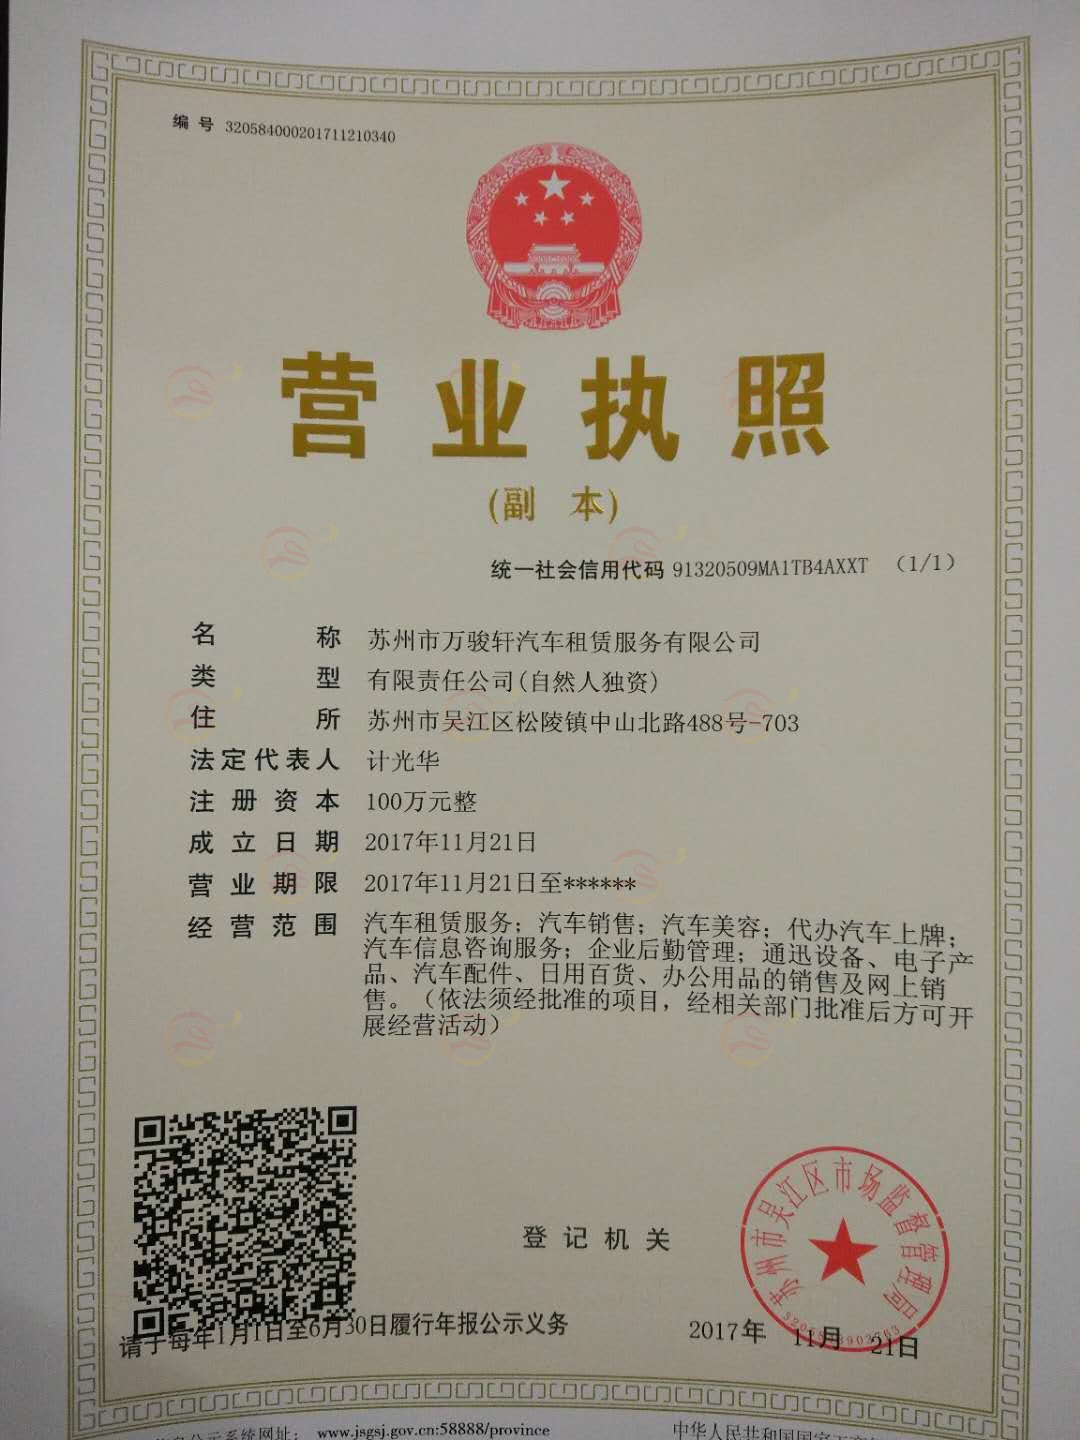 编 号 320584000201711210340
营业执照
(副 本)
统一社会信用代码 91320509MA1TB4AXXT (1/1)
名 称 苏州市万骏轩汽车租赁服务有限公司
类 型 有限责任公司(自然人独资)
住 所 苏州市吴江区松陵镇中山北路488号-703
法定代表人 计光华
注册资本 100万元整
成立日期 2017年11月21日
营业期限 2017年11月21日至******
经营范围 汽车租赁服务；汽车销售；汽车美容；代办汽车上牌；
汽车信息咨询服务；企业后勤管理；通迅设备、电子产
品、汽车配件、日用百货、办公用品的销售及网上销
售。（依法须经批准的项目，经相关部门批准后方可开
展经营活动）
苏州市吴江区市场监督管理局
登记机关
请于每年1月1日至6月30日履行年报公示义务
2017年 11月 21日
公示系统网址： www.jsgsj.gov.cn:58888/province
中华人民共和国国家工商